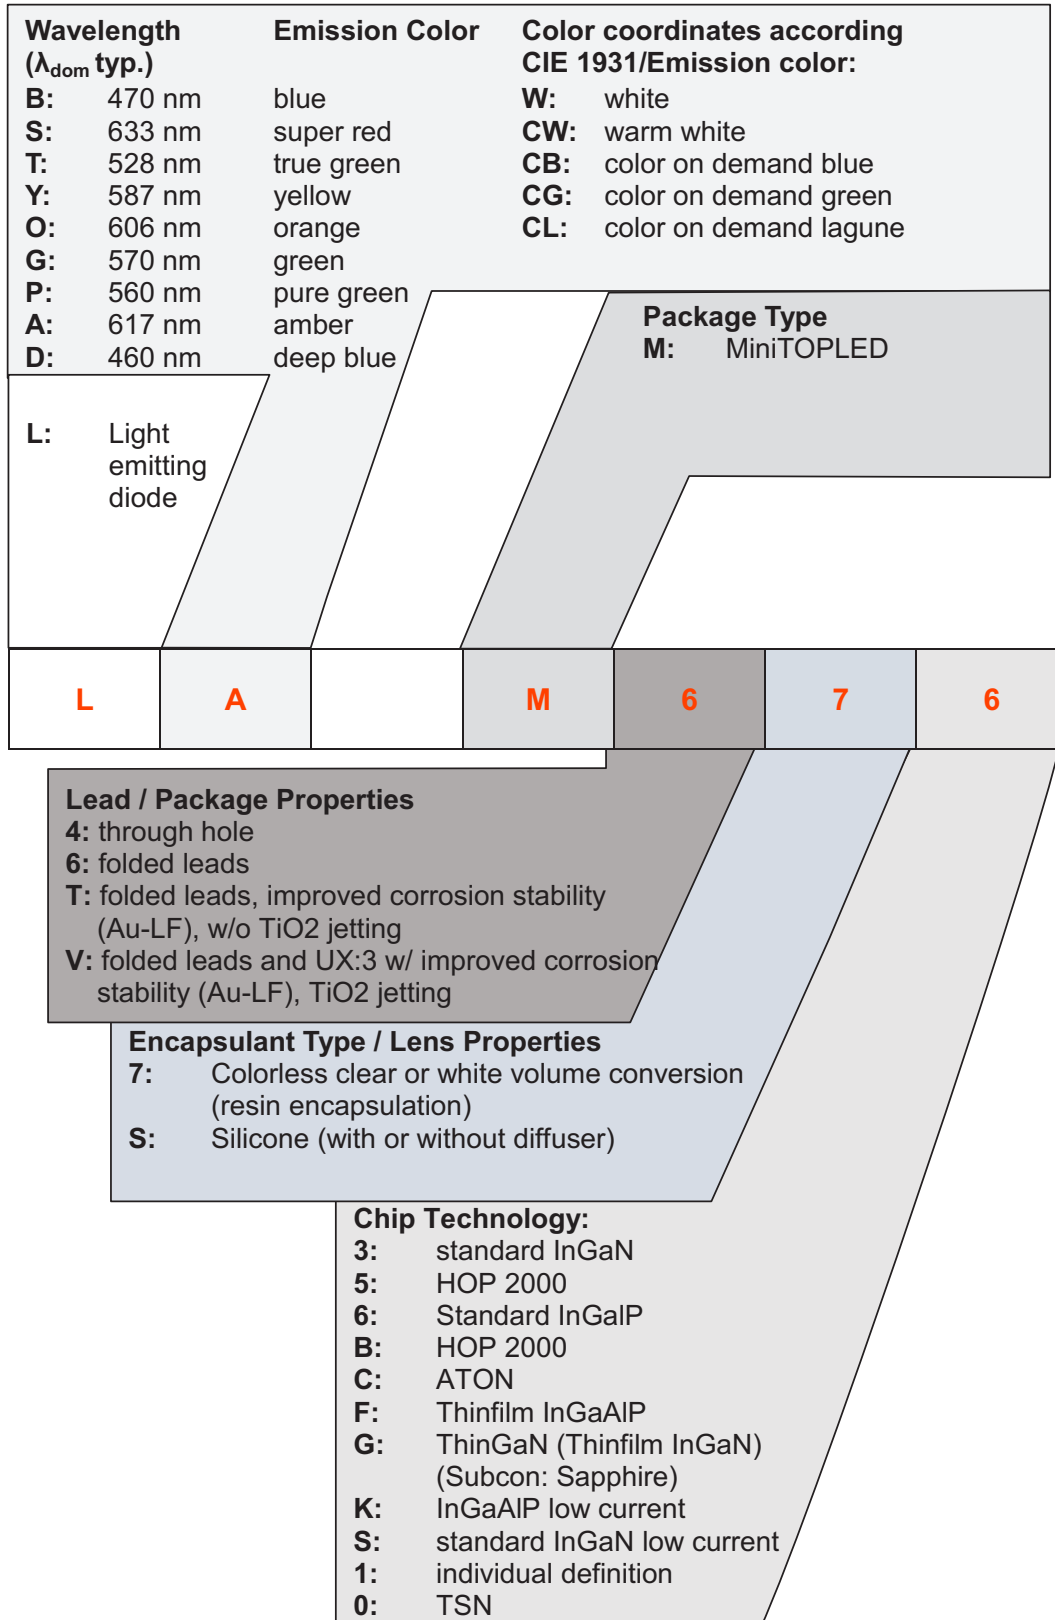 Wavelength Emission Color Color coordinates according
(λdom typ.) CIE 1931/Emission color:
B: 470 nm blue W: white
S: 633 nm super red CW: warm white
T: 528 nm true green CB: color on demand blue
Y: 587 nm yellow CG: color on demand green
O: 606 nm orange CL: color on demand lagune
G: 570 nm green
P: 560 nm pure green
A: 617 nm amber
D: 460 nm deep blue
Package Type
M: MiniTOPLED
L: Light
emitting
diode
L A M 6 7 6
Lead / Package Properties
4: through hole
6: folded leads
T: folded leads, improved corrosion stability
(Au-LF), w/o TiO2 jetting
V: folded leads and UX:3 w/ improved corrosion
stability (Au-LF), TiO2 jetting
Encapsulant Type / Lens Properties
7: Colorless clear or white volume conversion
(resin encapsulation)
S: Silicone (with or without diffuser)
Chip Technology:
3: standard InGaN
5: HOP 2000
6: Standard InGalP
B: HOP 2000
C: ATON
F: Thinfilm InGaAlP
G: ThinGaN (Thinfilm InGaN)
(Subcon: Sapphire)
K: InGaAlP low current
S: standard InGaN low current
1: individual definition
0: TSN